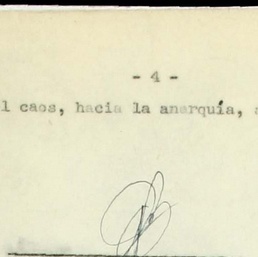 - 4 -
l caos, hacia la anarquía,